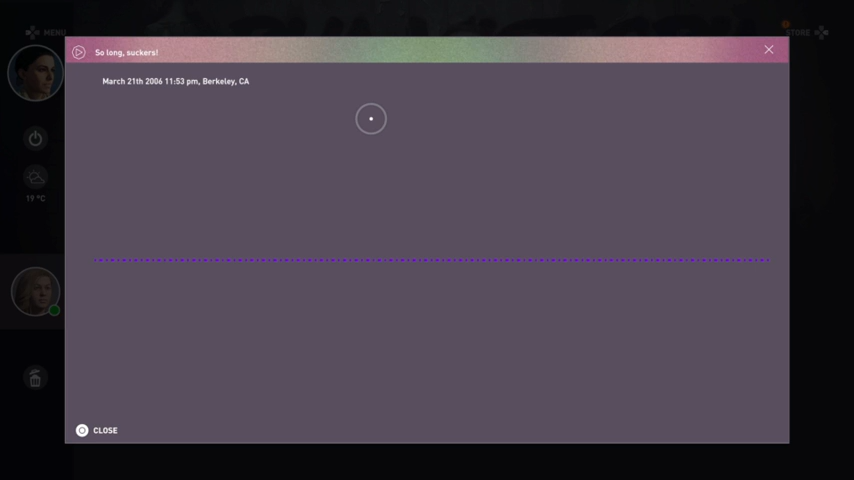 MENU
STORE
So long, suckers!
March 21th 2006 11:53 pm, Berkeley, CA
19 °C
CLOSE